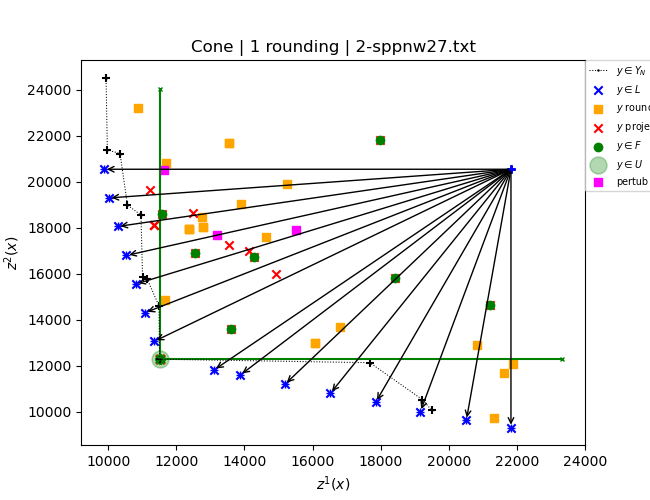 Cone | 1 rounding | 2-sppnw27.txt
24000
22000
20000
18000
16000
14000
12000
10000
z²(x)
10000 12000 14000 16000 18000 20000 22000 24000
z¹(x)
y ∈ Y_N
y ∈ L
y roun
y proje
y ∈ F
y ∈ U
pertub